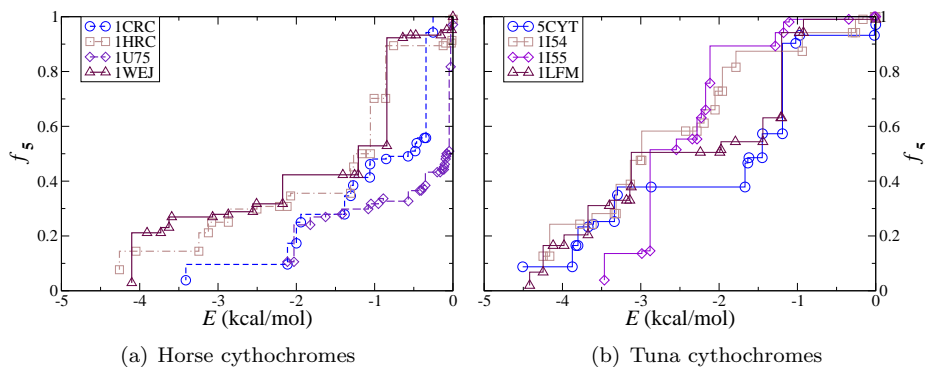 1
0.8
0.6
0.4
0.2
0
f5
1CRC
1HRC
1U75
1WEJ
-5 -4 -3 -2 -1 0
E (kcal/mol)
(a) Horse cythochromes
5CYT
1I54
1I55
1LFM
-5 -4 -3 -2 -1 0
E (kcal/mol)
1
0.8
0.6
0.4
0.2
0
f5
(b) Tuna cythochromes